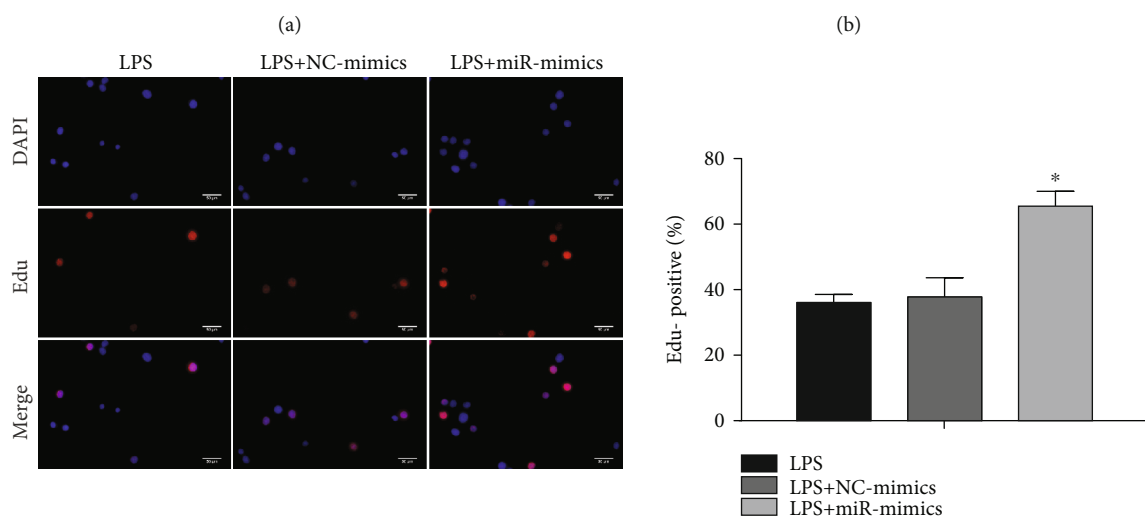 (a)
(b)
LPS
LPS+NC-mimics
LPS+miR-mimics
DAPI
Edu
Merge
Edu- positive (%)
80
60
40
20
0
*
LPS
LPS+NC-mimics
LPS+miR-mimics